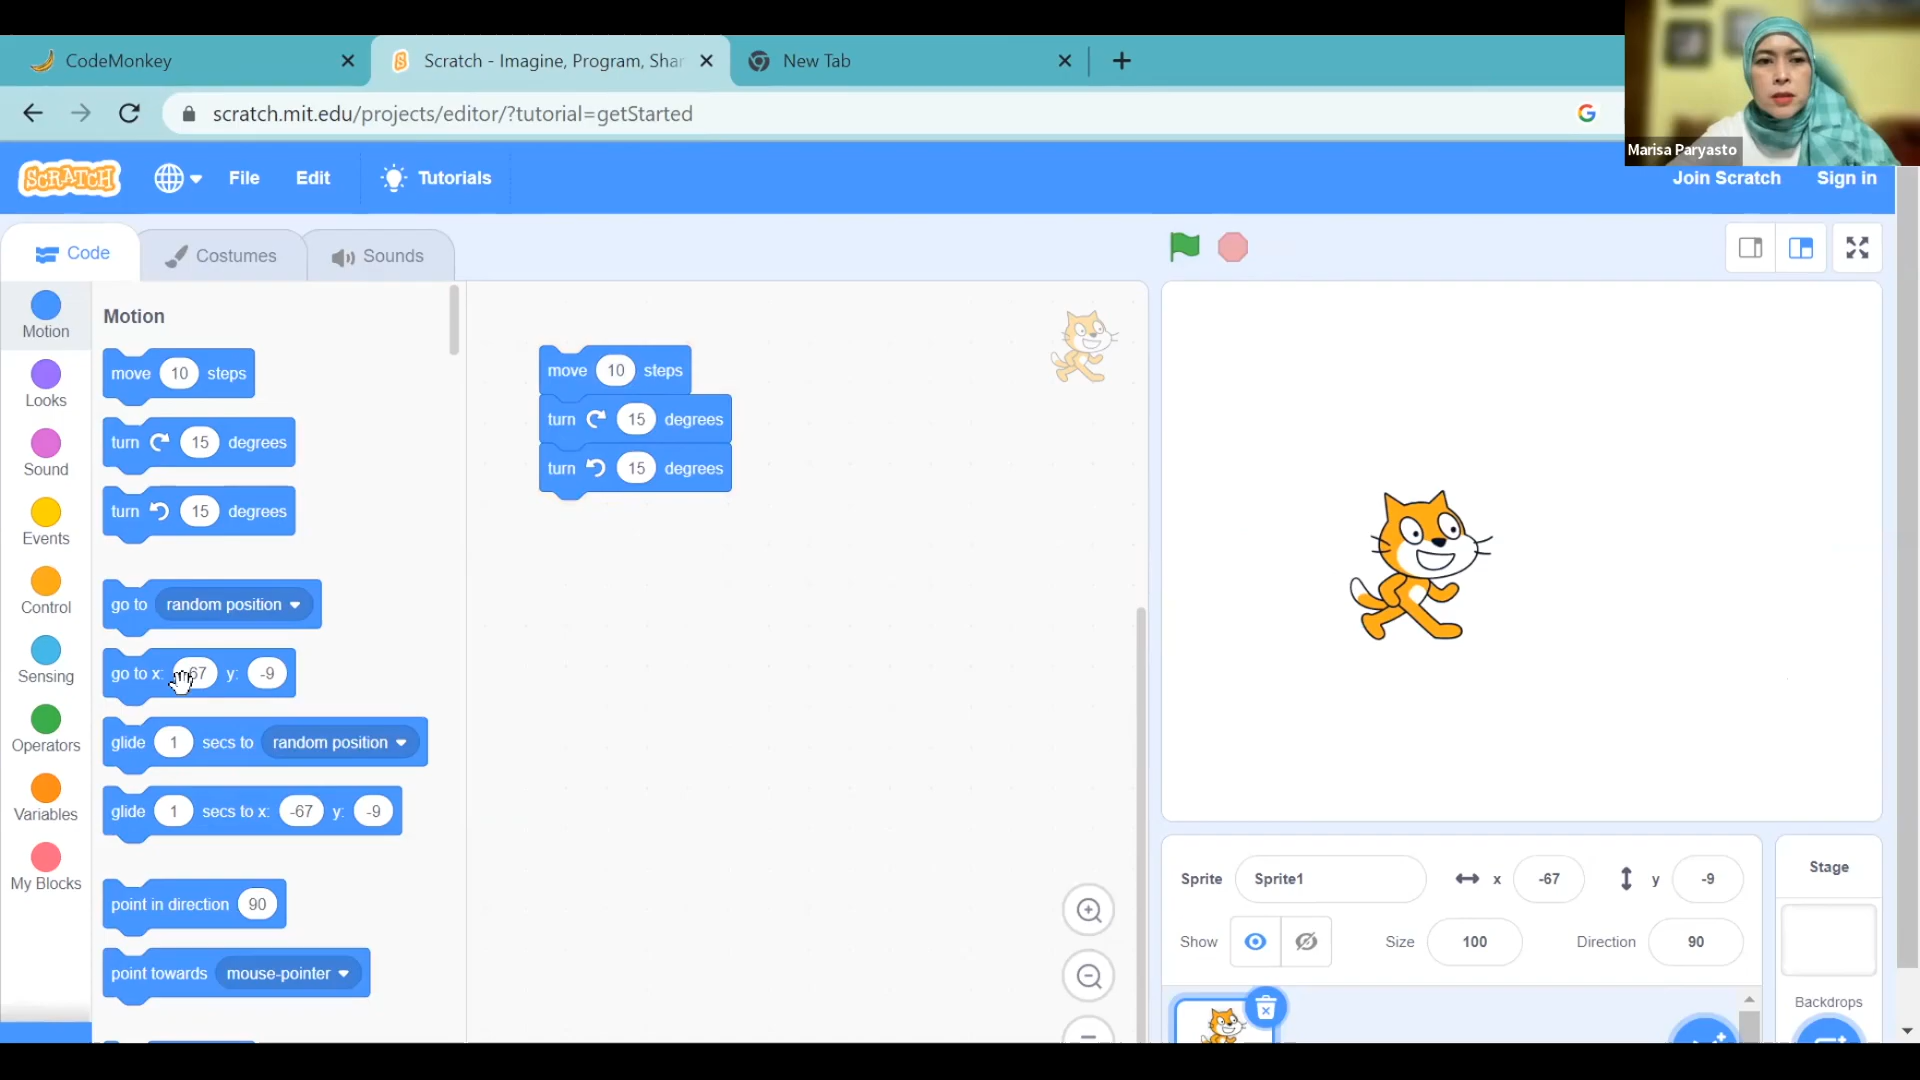 CodeMonkey
Scratch - Imagine, Program, Shar
New Tab
scratch.mit.edu/projects/editor/?tutorial=getStarted
Marisa Paryasto
SCRATCH
File
Edit
Tutorials
Join Scratch
Sign in
Code
Costumes
Sounds
Motion
Looks
Sound
Events
Control
Sensing
Operators
Variables
My Blocks
Motion
move 10 steps
turn 15 degrees
turn 15 degrees
go to random position
go to x: 67 y: -9
glide 1 secs to random position
glide 1 secs to x: -67 y: -9
point in direction 90
point towards mouse-pointer
move 10 steps
turn 15 degrees
turn 15 degrees
Sprite Sprite1 x -67 y -9
Show Size 100 Direction 90
Stage
Backdrops